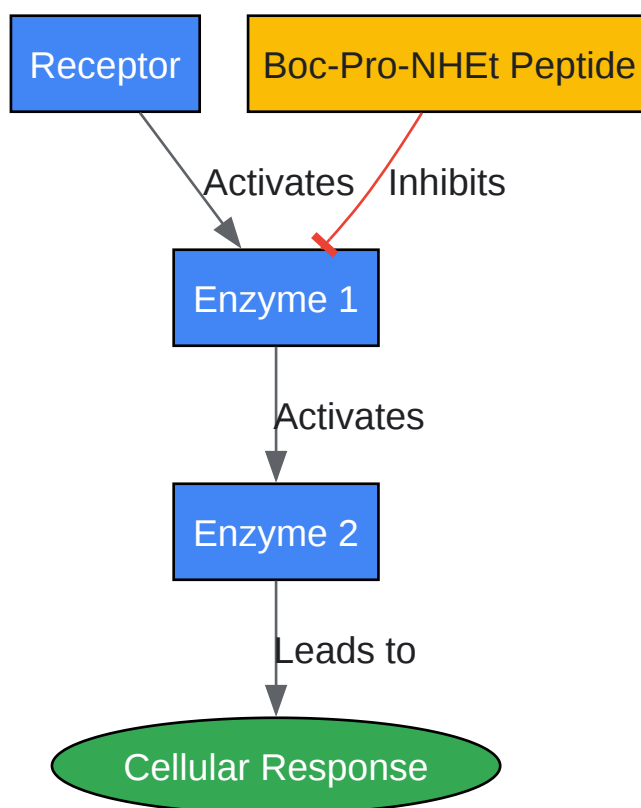 Receptor
Boc-Pro-NHEt Peptide
Activates
Inhibits
Enzyme 1
Activates
Enzyme 2
Leads to
Cellular Response